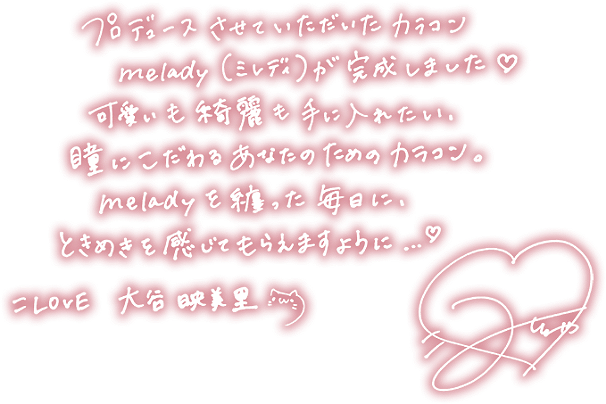 プロデュースさせていただいたカラコン
melady(ミレディ)が完成しました♡
可愛いも綺麗も手に入れたい、
瞳にこだわるあなたのためのカラコン。
meladyを纏った毎日に、
ときめきを感じてもらえますように...♡
=LOVE 大谷映美里